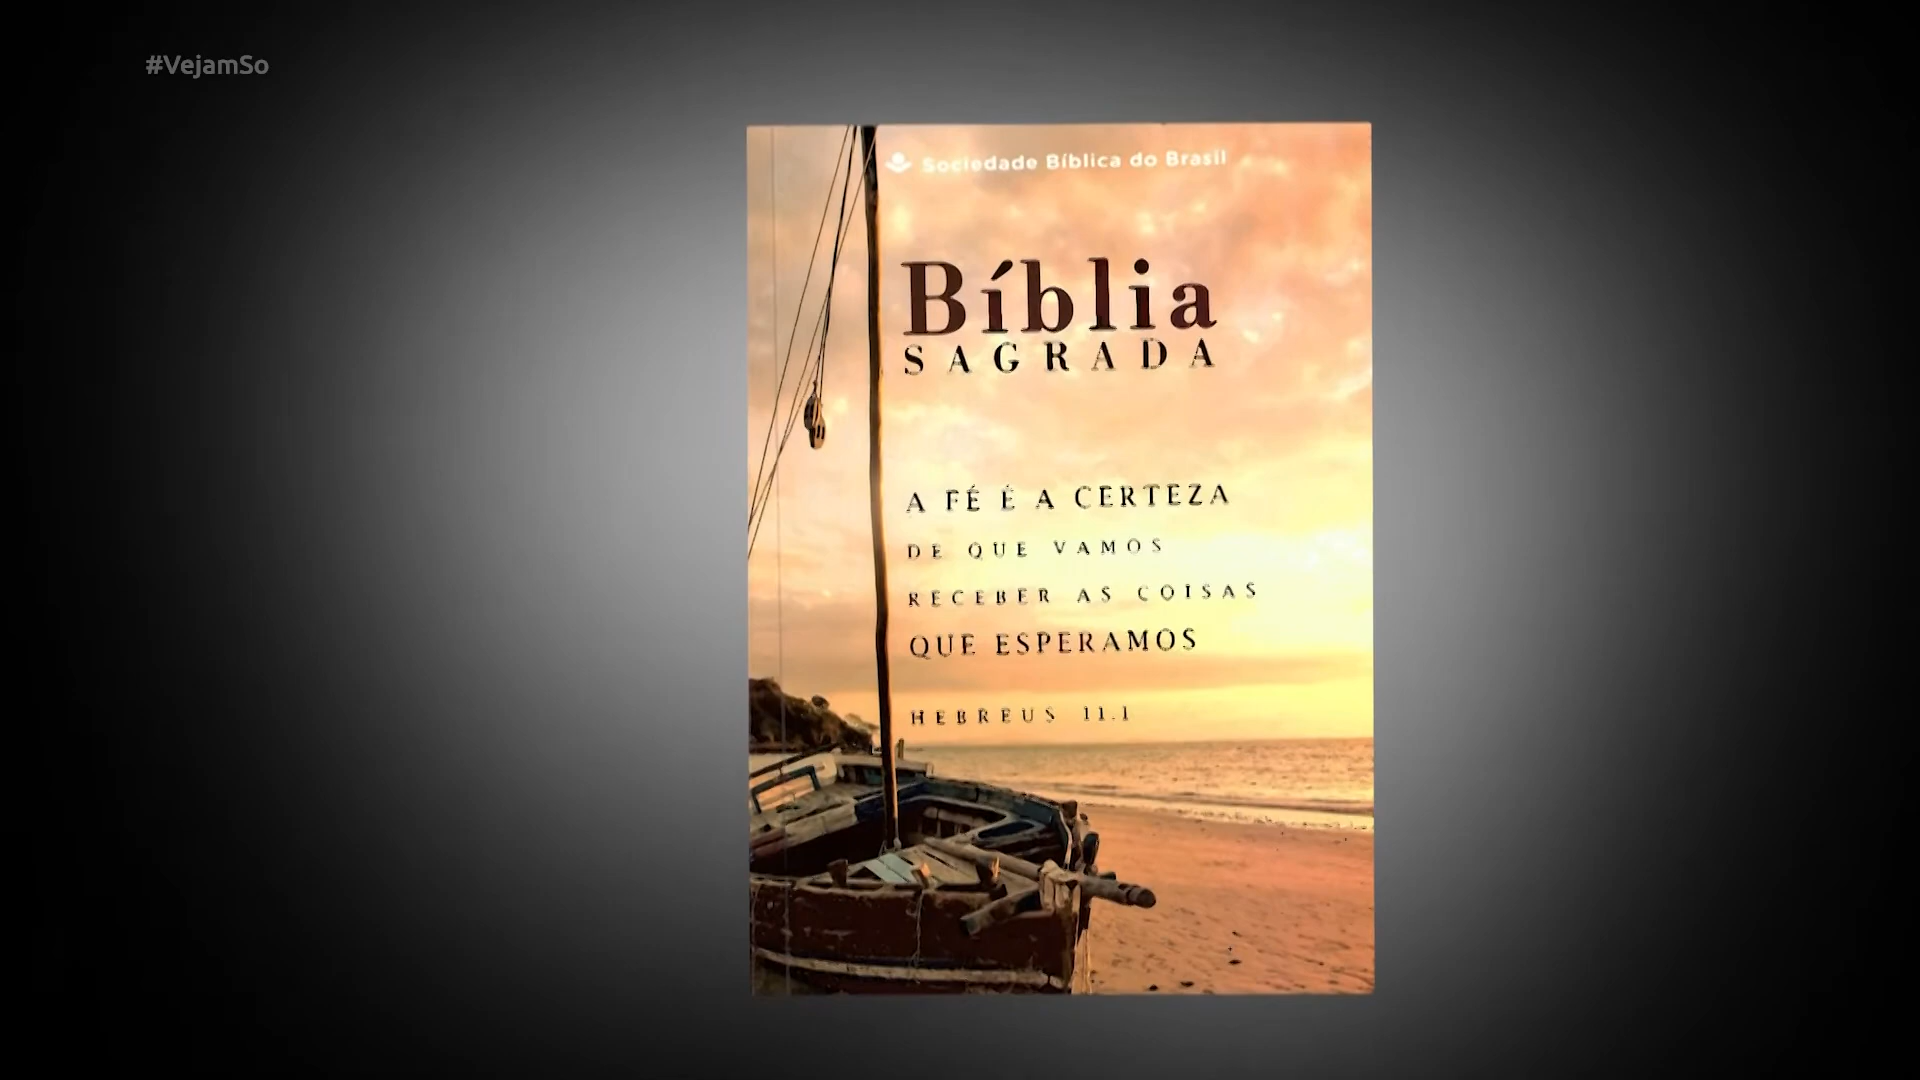 #VejamSo
Sociedade Bíblica do Brasil
Bíblia
SAGRADA
A FÉ É A CERTEZA
DE QUE VAMOS
RECEBER AS COISAS
QUE ESPERAMOS
HEBREUS 11.1